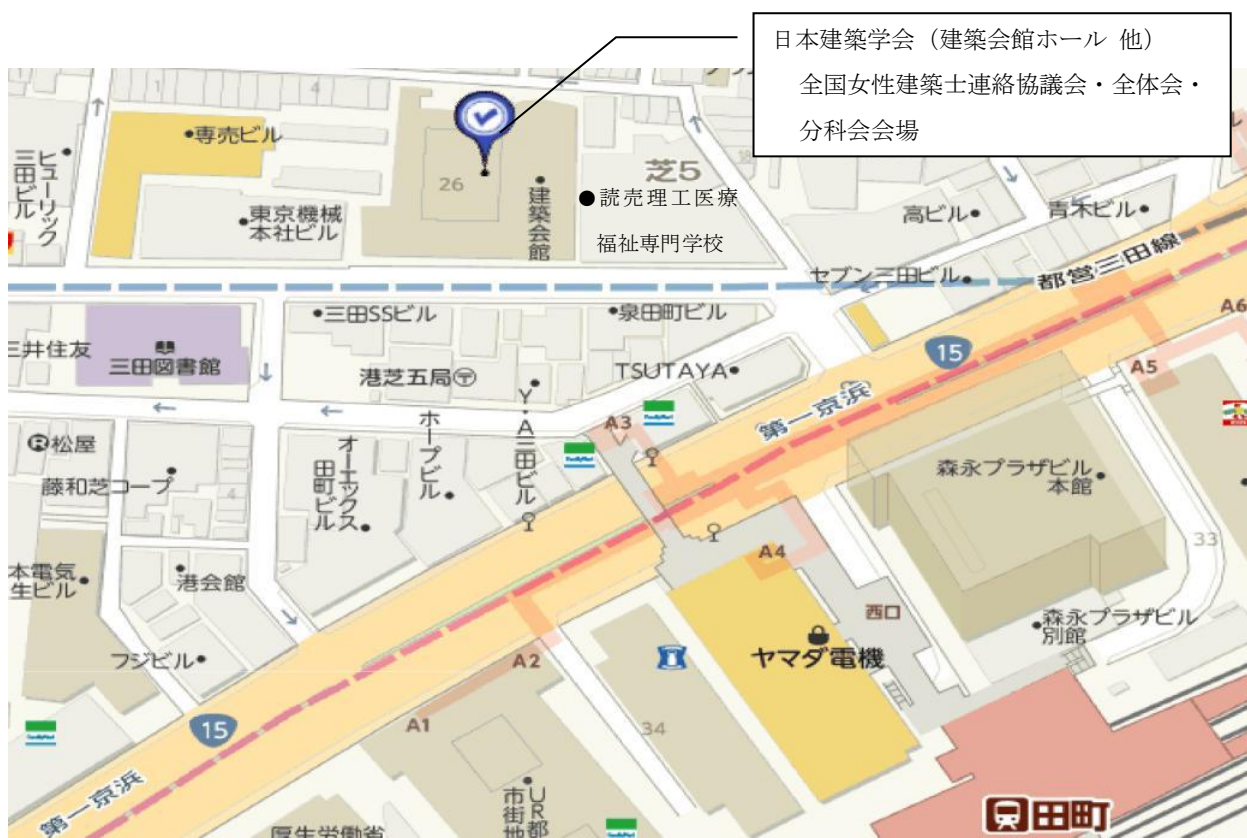 日本建築学会（建築会館ホール 他）
全国女性建築士連絡協議会・全体会・
分科会会場
1
4
専売ビル
ヒューリック
三田ビル
26
建築会館
芝5
●読売理工医療
福祉専門学校
東京機械
本社ビル
高ビル
青木ビル
セブン三田ビル
都営三田線
三田SSビル
泉田町ビル
A6
三井住友
三田図書館
港芝五局
TSUTAYA
15
A5
Y・A三田ビル
ホープビル
A3
第一京浜
松屋
オーエックス
田町ビル
森永プラザビル
本館
藤和芝コープ
4
A4
33
本電気
生ビル
港会館
西口
森永プラザビル
別館
フジビル
A2
ヤマダ電機
15
A1
34
第一京浜
UR都
市街地
厚生労働省
田町
FamilyMart